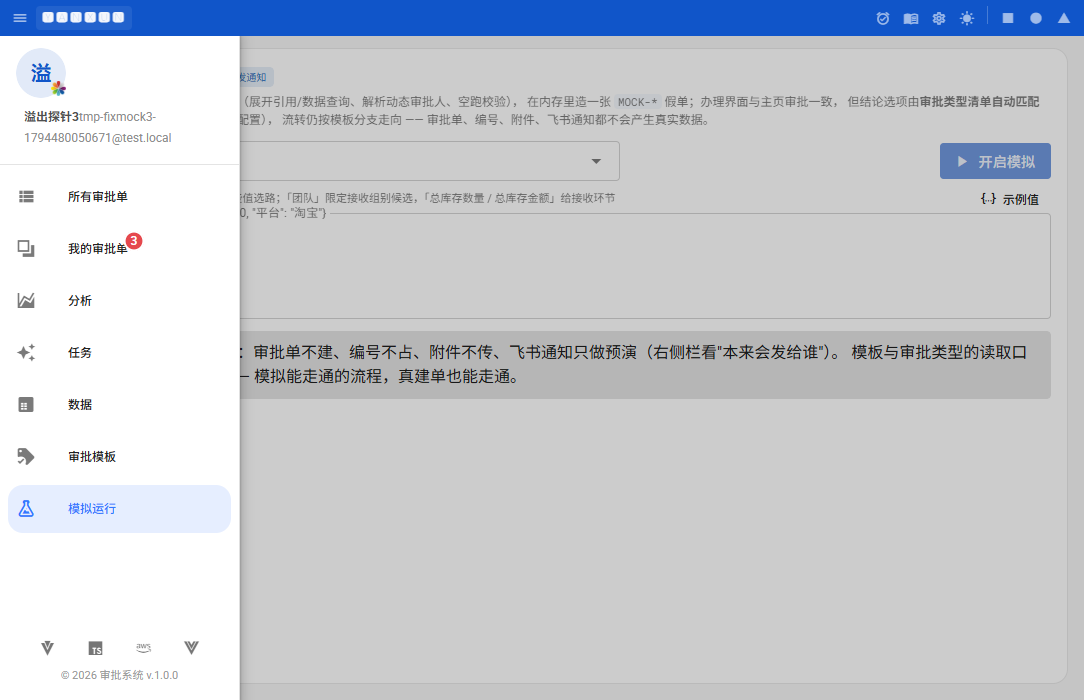 溢
溢出探针3tmp-fixmock3-
1794480050671@test.local
所有审批单
我的审批单 3
分析
任务
数据
审批模板
模拟运行
TS
aws
© 2026 审批系统 v.1.0.0
发通知
（展开引用/数据查询、解析动态审批人、空跑校验）， 在内存里造一张 MOCK-* 假单；办理界面与主页审批一致， 但结论选项由审批类型清单自动匹配
配置）， 流转仍按模板分支走向 —— 审批单、编号、附件、飞书通知都不会产生真实数据。
开启模拟
值选路；「团队」限定接收组别候选，「总库存数量 / 总库存金额」给接收环节
{..} 示例值
0, "平台": "淘宝"}
：审批单不建、编号不占、附件不传、飞书通知只做预演（右侧栏看"本来会发给谁"）。 模板与审批类型的读取口
— 模拟能走通的流程，真建单也能走通。